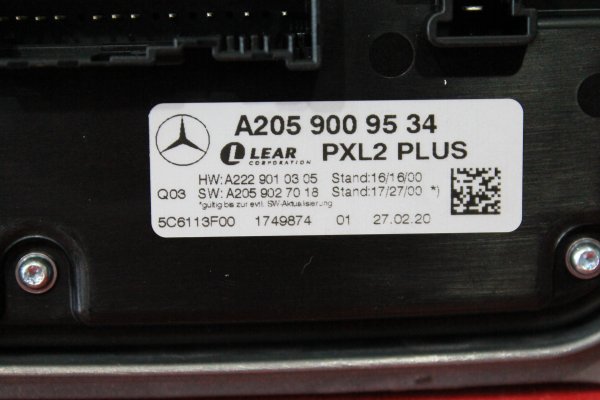 A205 900 95 34
LEAR CORPORATION PXL2 PLUS
HW:A222 901 03 05 Stand:16/16/00
Q03 SW:A205 902 70 18 Stand:17/27/00 *)
*gültig bis zur evtl. SW-Aktualisierung
5C6113F00 1749874 01 27.02.20